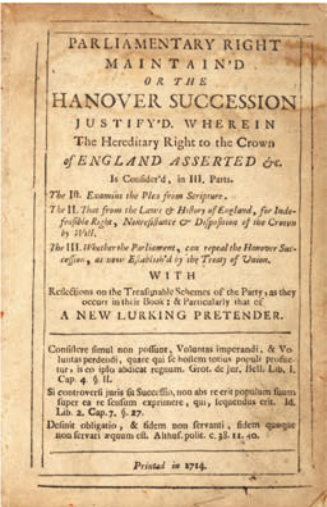 PARLIAMENTARY RIGHT
MAINTAIN'D
OR THE
HANOVER SUCCESSION
JUSTIFY'D. WHEREIN
The Hereditary Right to the Crown
of ENGLAND ASSERTED &c.
Is Consider'd, in III. Parts.
The Ist. Examins the Plea from Scripture.
The II. That from the Laws & History of England, for Inde-
feasible Right, Nonresistance & Disposition of the Crown
by Will.
The III. Whether the Parliament, can repeal the Hanover Suc-
cession, as now Establish'd by the Treaty of Union.
WITH
Reflections on the Treasonable Schemes of the Party, as they
occurr in their Book: & Particularly that of
A NEW LURKING PRETENDER.
Consistere simul non possunt, Voluntas imperandi, & Vo
luntas perdendi, quare qui se hostem totius populi profite-
tur, is eo ipso abdicat regnum. Grot. de jur. Bell. Lib. I.
Cap. 4. §. II.
Si controversi juris sit Successio, non abs re erit populum suum
super ea re sensum exprimere, qui, sequendus erit. Id.
Lib. 2. Cap. 7. §. 27.
Desinit obligatio, & fidem non servanti, fidem quoque
non servari æquum est. Althus. polit. c. 38. 11. 40.
Printed in 1714.